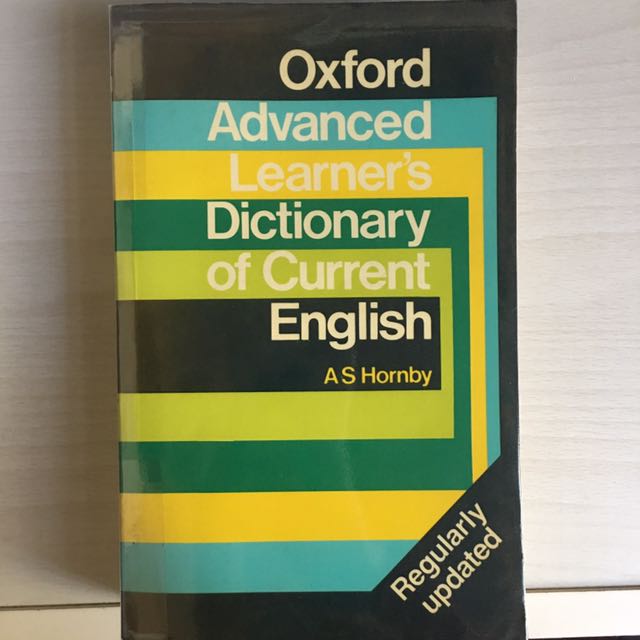 Oxford
Advanced
Learner's
Dictionary
of Current
English
A S Hornby
Regularly
updated